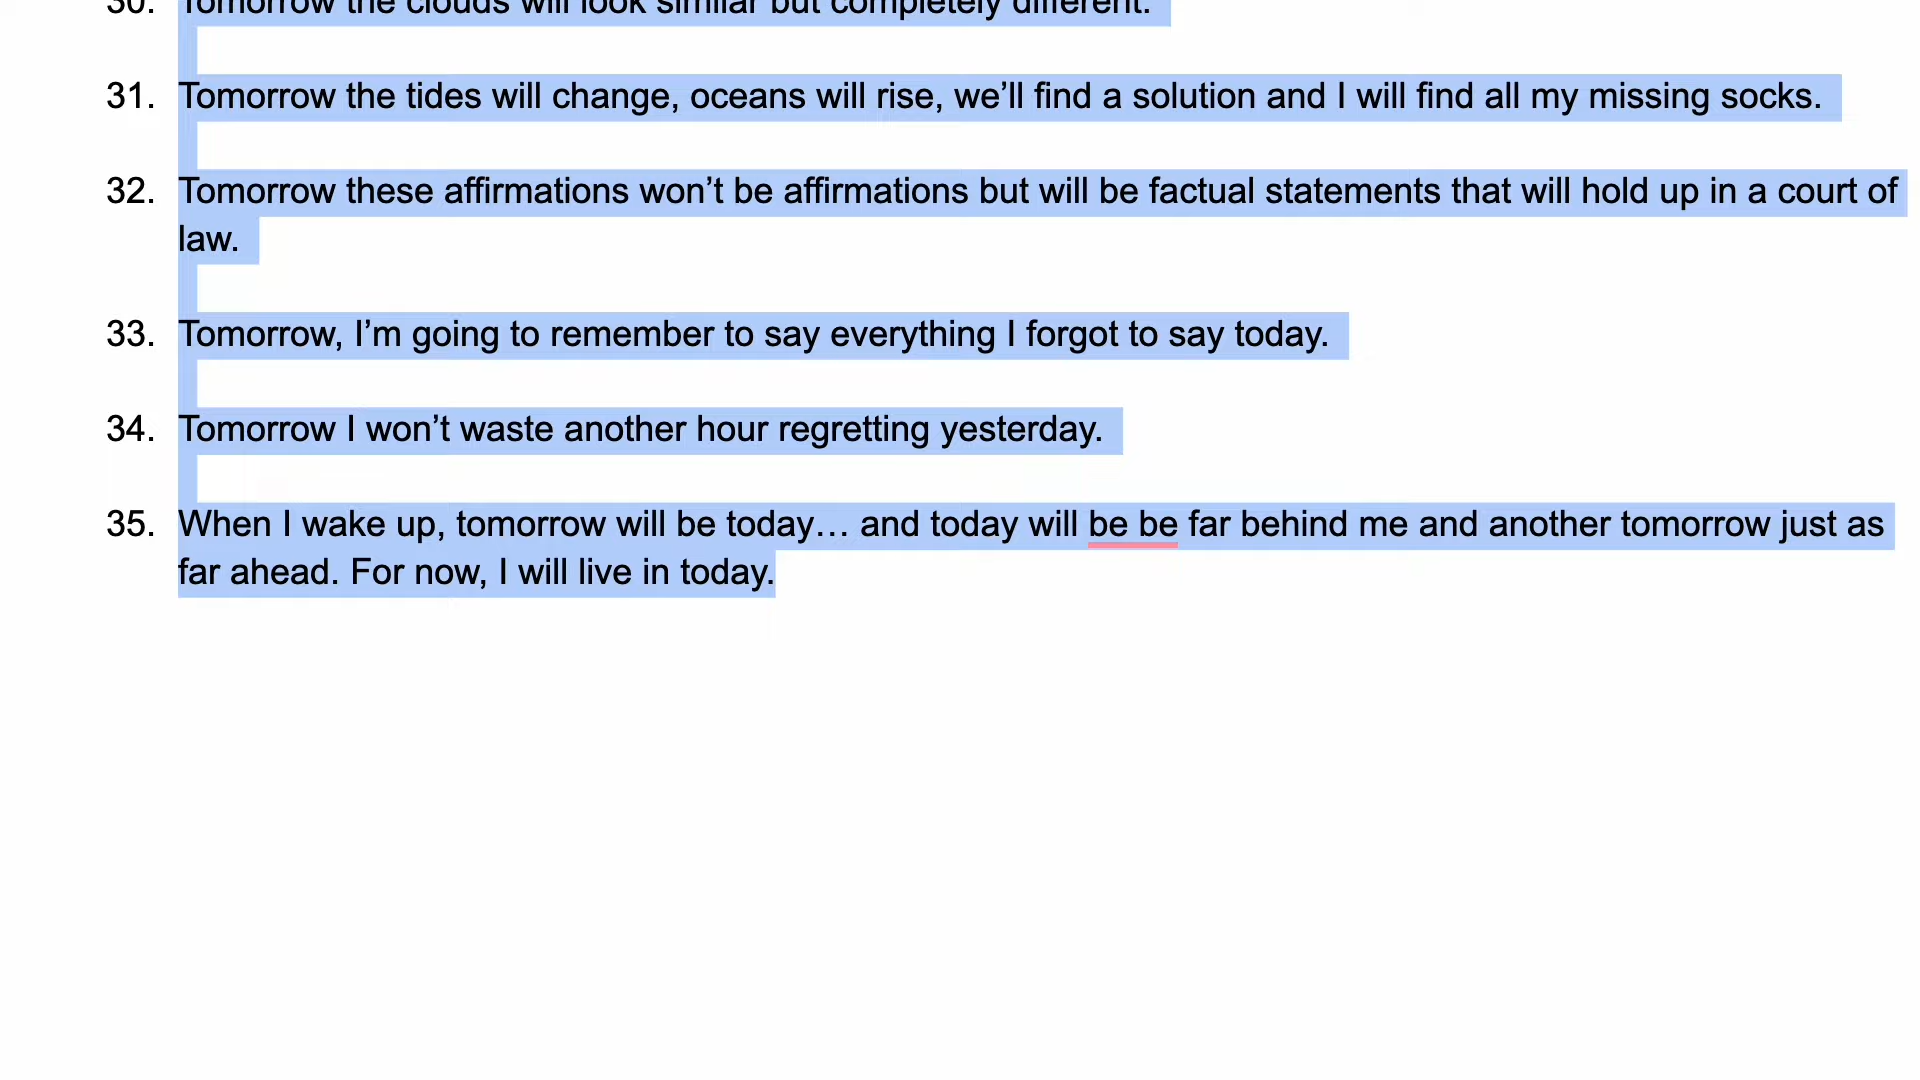 30. Tomorrow the clouds will look similar but completely different.
31. Tomorrow the tides will change, oceans will rise, we’ll find a solution and I will find all my missing socks.
32. Tomorrow these affirmations won’t be affirmations but will be factual statements that will hold up in a court of
law.
33. Tomorrow, I’m going to remember to say everything I forgot to say today.
34. Tomorrow I won’t waste another hour regretting yesterday.
35. When I wake up, tomorrow will be today… and today will be be far behind me and another tomorrow just as
far ahead. For now, I will live in today.